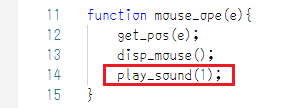 11 function mouse_ope(e){
12 get_pos(e);
13 disp_mouse();
14 play_sound(1);
15 }